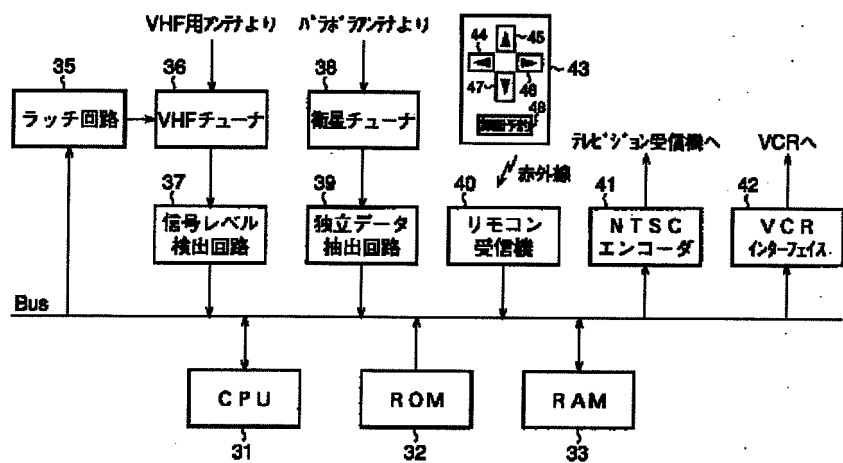 VHF用アンテナより
パラボラアンテナより
35
36
38
44
45
43
47
46
48
録画予約
ラッチ回路
VHFチューナ
衛星チューナ
テレビジョン受信機へ
VCRへ
赤外線
37
39
40
41
42
信号レベル
検出回路
独立データ
抽出回路
リモコン
受信機
NTSC
エンコーダ
VCR
インターフェイス
Bus
CPU
ROM
RAM
31
32
33